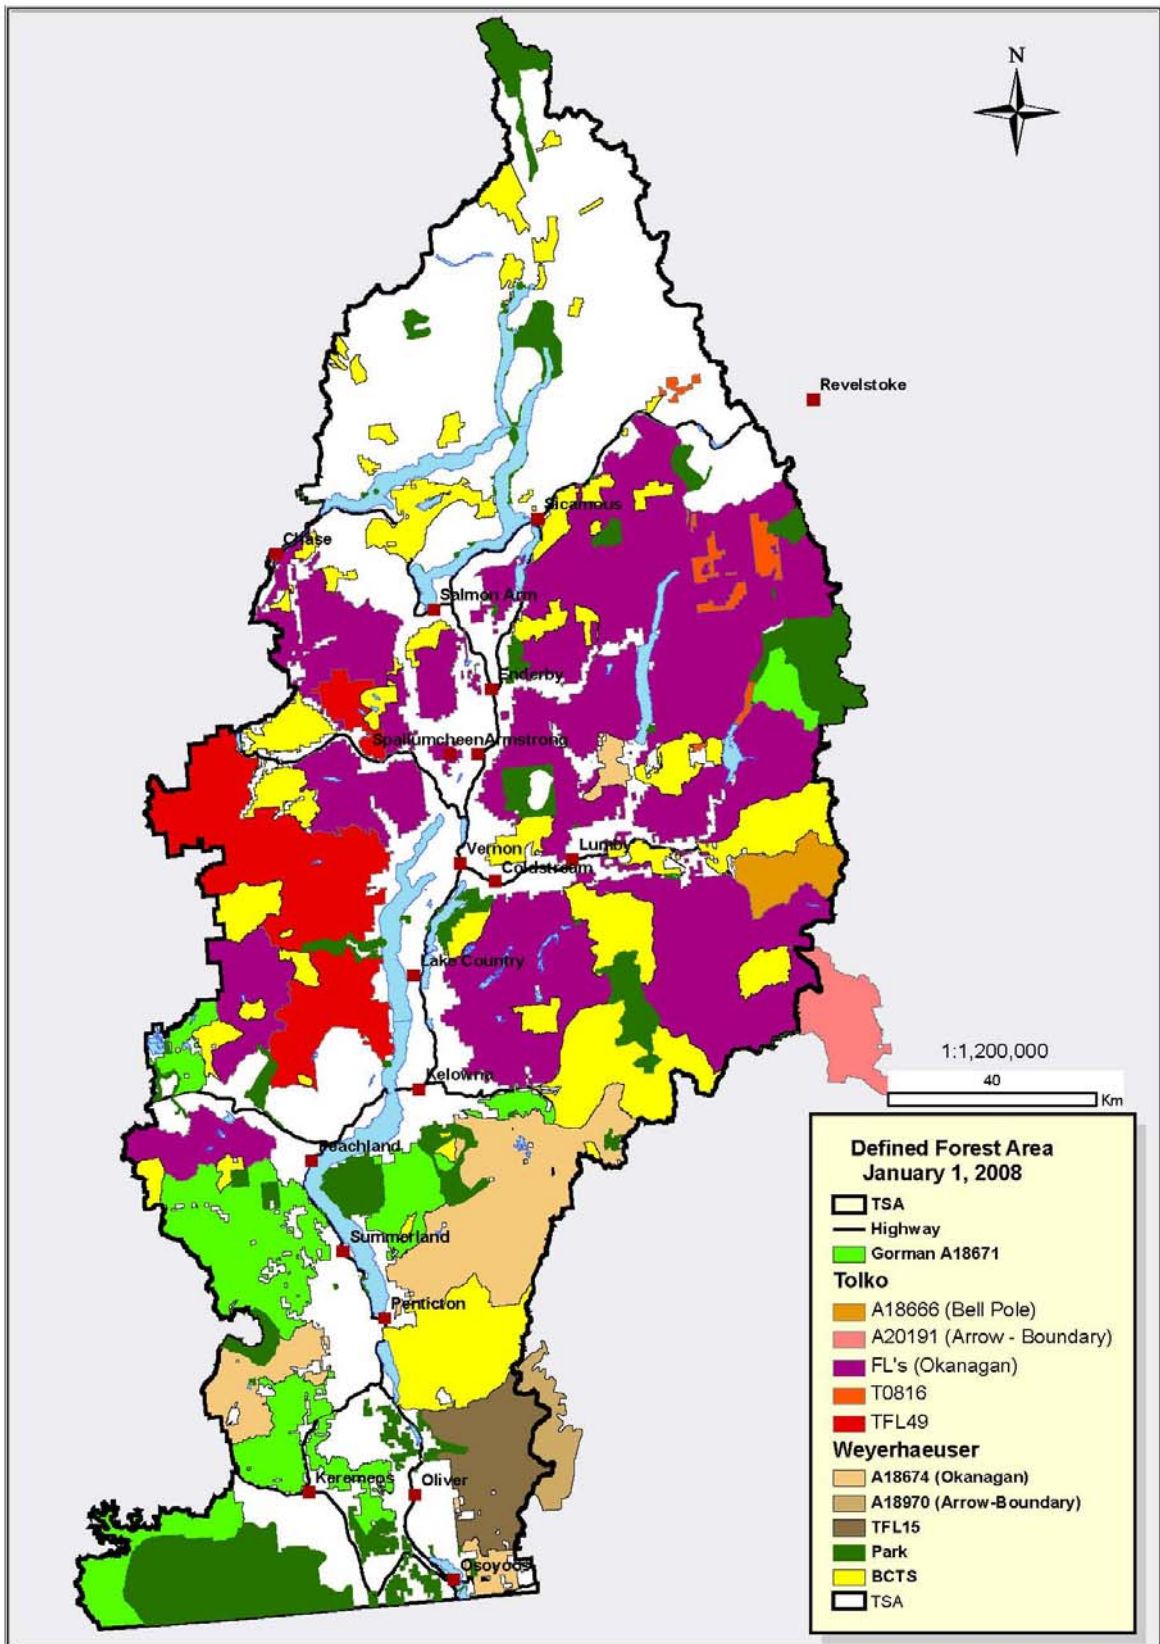 N
Revelstoke
Sicamous
Chase
Salmon Arm
Enderby
Spallumcheen
Armstrong
Vernon
Lumby
Coldstream
Lake Country
Kelowna
Peachland
Summerland
Penticton
Keremeos
Oliver
Osoyoos
1:1,200,000
40
Km
Defined Forest Area
January 1, 2008
TSA
Highway
Gorman A18671
Tolko
A18666 (Bell Pole)
A20191 (Arrow - Boundary)
FL's (Okanagan)
T0816
TFL49
Weyerhaeuser
A18674 (Okanagan)
A18970 (Arrow-Boundary)
TFL15
Park
BCTS
TSA